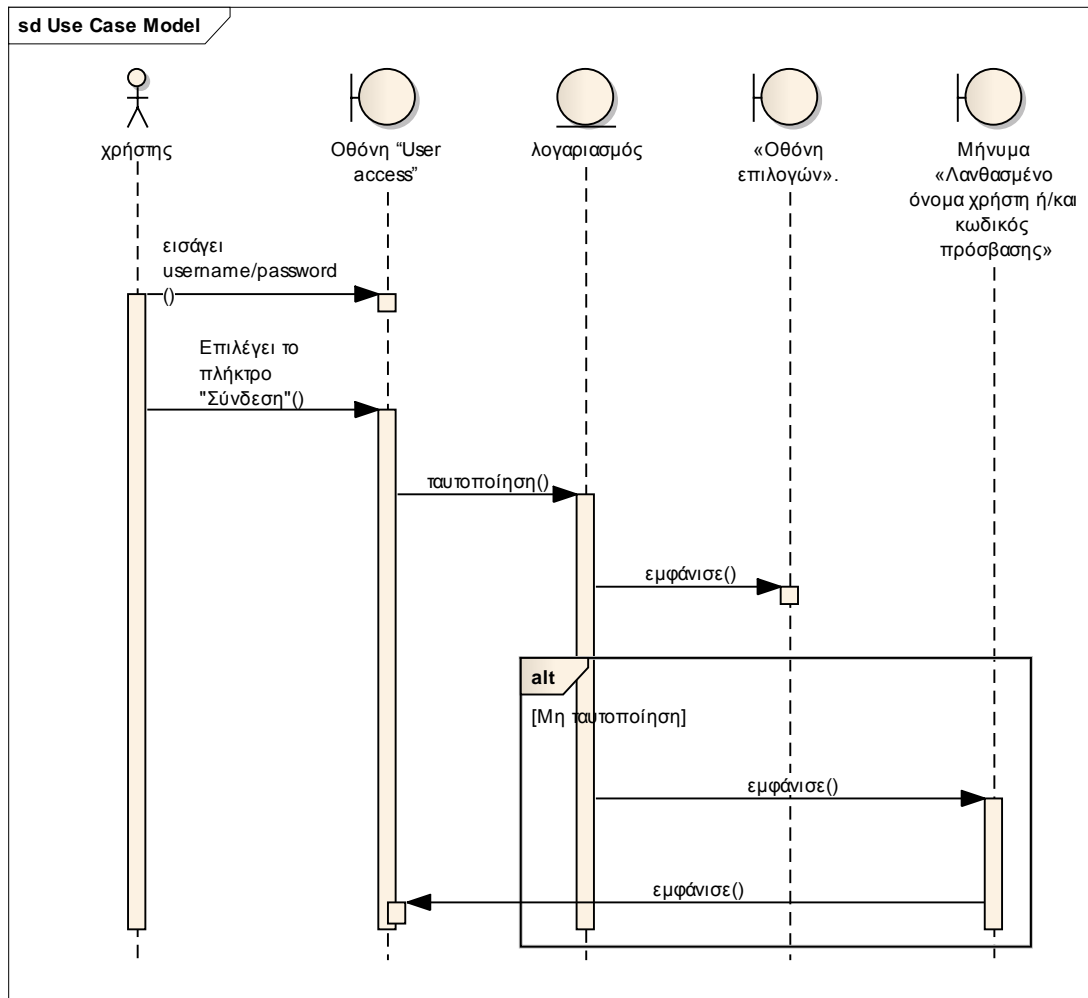 sd Use Case Model
χρήστης
Οθόνη “User
access”
λογαριασμός
«Οθόνη
επιλογών».
Μήνυμα
«Λανθασμένο
όνομα χρήστη ή/και
κωδικός
πρόσβασης»
εισάγει
username/password
()
Επιλέγει το
πλήκτρο
"Σύνδεση"()
ταυτοποίηση()
εμφάνισε()
alt
[Μη ταυτοποίηση]
εμφάνισε()
εμφάνισε()